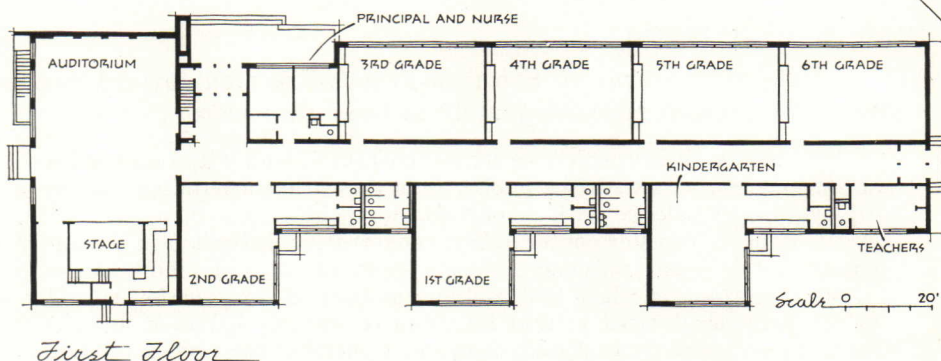 PRINCIPAL AND NURSE
AUDITORIUM
3RD GRADE
4TH GRADE
5TH GRADE
6TH GRADE
KINDERGARTEN
STAGE
2ND GRADE
1ST GRADE
TEACHERS
Scale 0 20'
First Floor